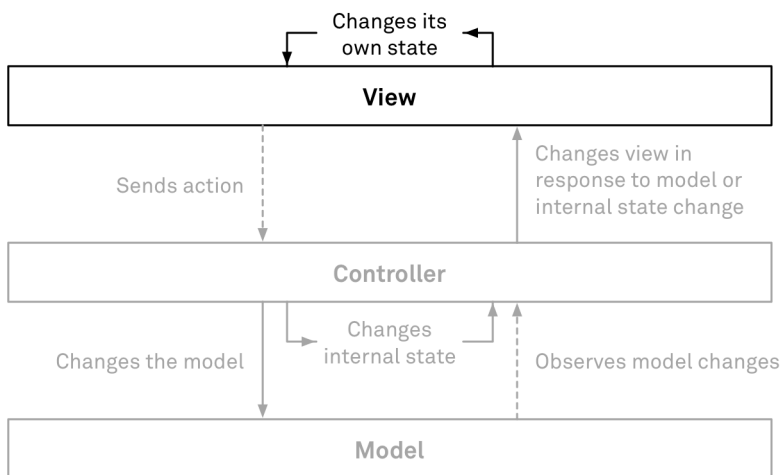 Changes its
own state
View
Sends action
Changes view in
response to model or
internal state change
Controller
Changes the model
Changes
internal state
Observes model changes
Model